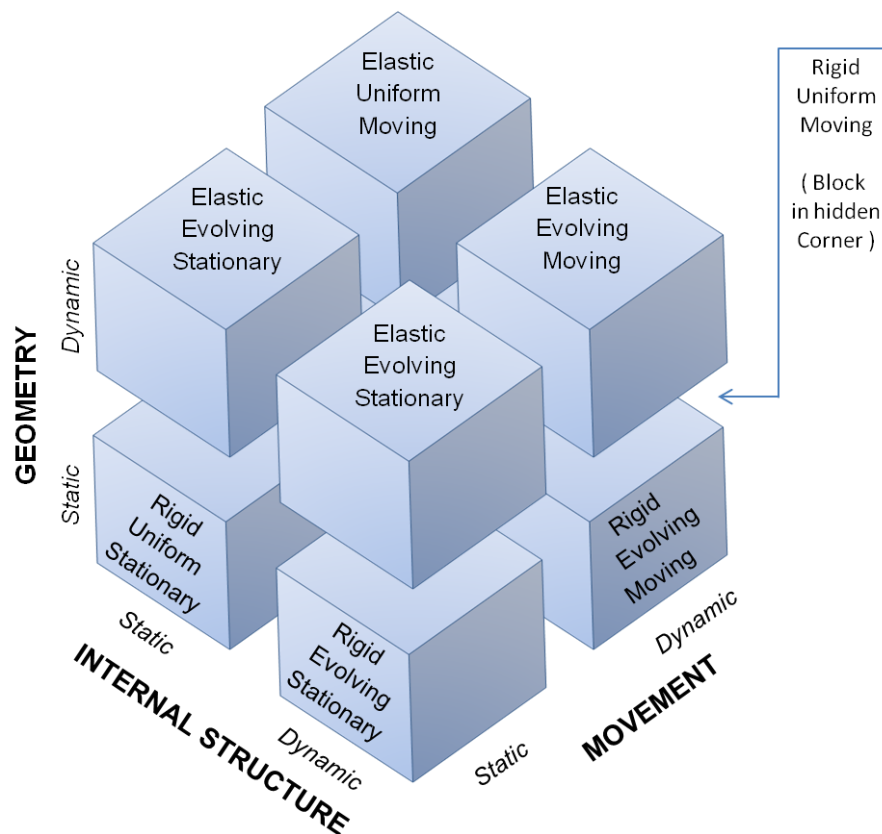 Elastic
Uniform
Moving
Rigid
Uniform
Moving
( Block
in hidden
Corner )
Elastic
Evolving
Stationary
Elastic
Evolving
Moving
Elastic
Evolving
Stationary
GEOMETRY
Dynamic
Static
Rigid
Uniform
Stationary
Rigid
Evolving
Stationary
Rigid
Evolving
Moving
INTERNAL STRUCTURE
Static
Dynamic
MOVEMENT
Static
Dynamic